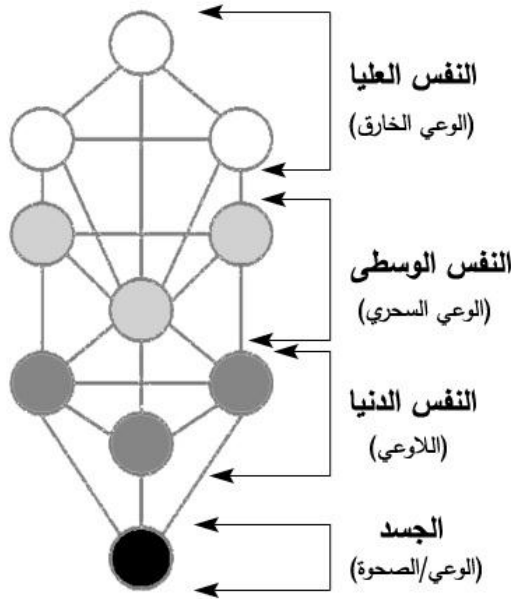 النفس العليا
(الوعي الخارق)
النفس الوسطى
(الوعي السحري)
النفس الدنيا
(اللاوعي)
الجسد
(الوعي/الصحوة)